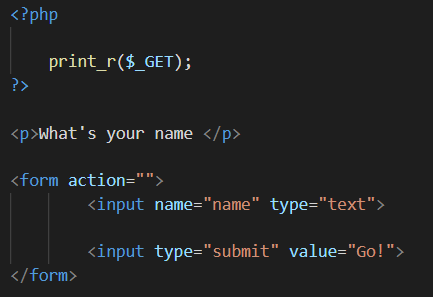 <?php
print_r($_GET);
?>
<p>What's your name </p>
<form action="">
<input name="name" type="text">
<input type="submit" value="Go!">
</form>